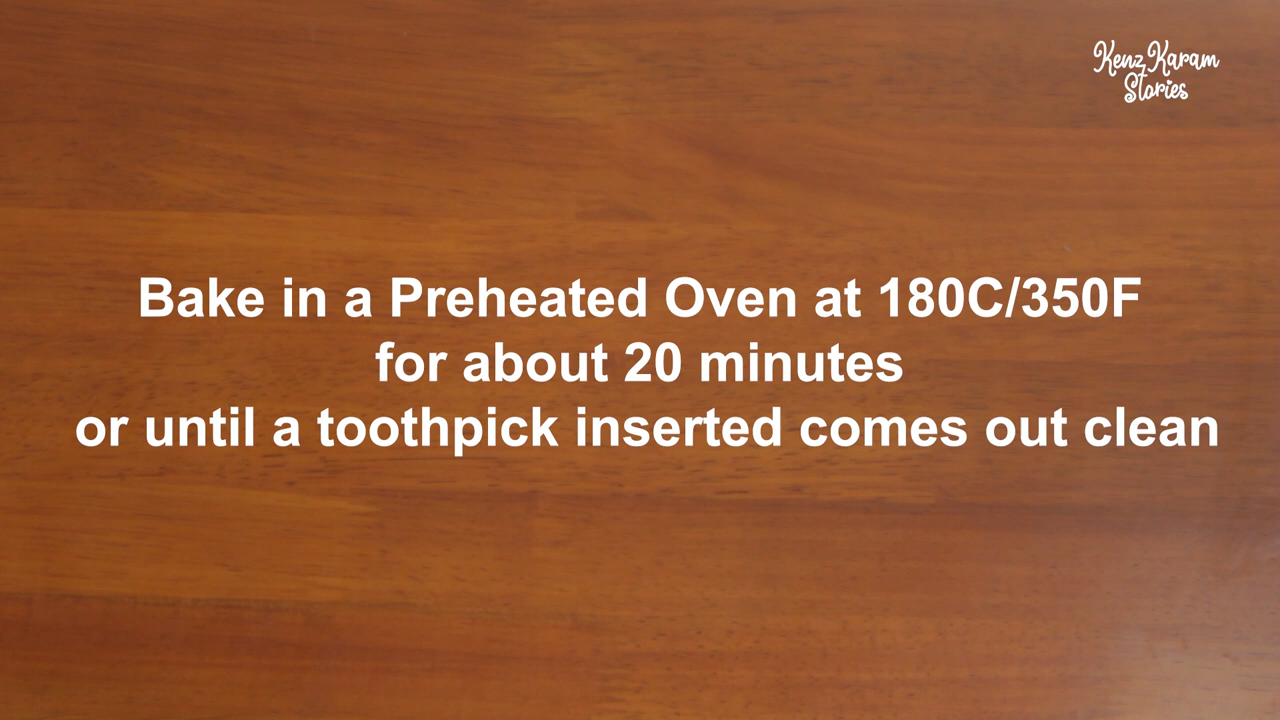 Kenz Karam
Stories
Bake in a Preheated Oven at 180C/350F
for about 20 minutes
or until a toothpick inserted comes out clean